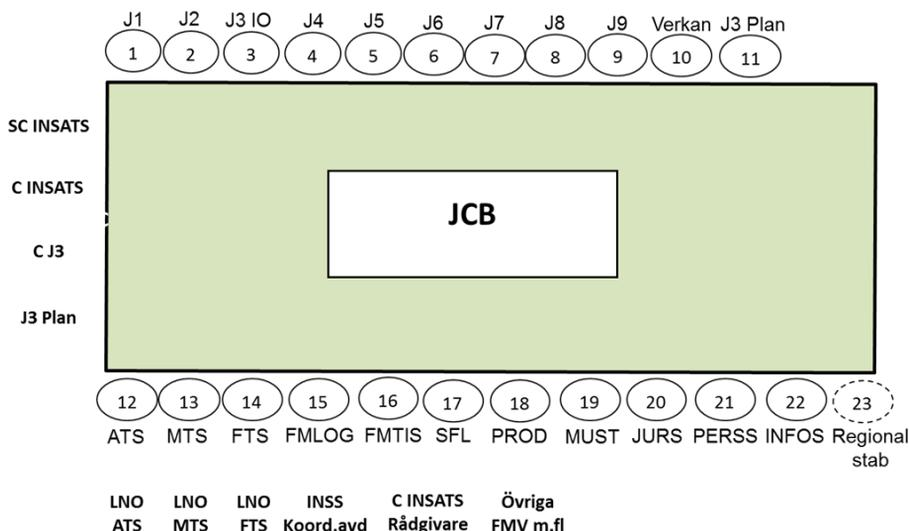 J1 J2 J3 IO J4 J5 J6 J7 J8 J9 Verkan J3 Plan
1 2 3 4 5 6 7 8 9 10 11
SC INSATS
C INSATS
JCB
C J3
J3 Plan
12 13 14 15 16 17 18 19 20 21 22 23
ATS MTS FTS FMLOG FMTIS SFL PROD MUST JURS PERSS INFOS Regional
stab
LNO LNO LNO INSS C INSATS Övriga
ATS MTS FTS Koord.avd Rådgivare FMV m.fl